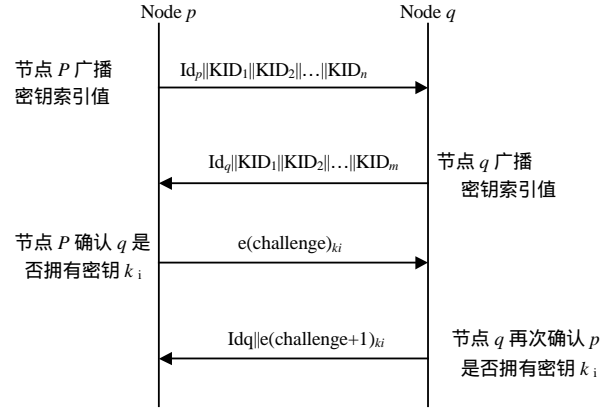 Node p
Node q
节点 P 广播
密钥索引值
Idp||KID1||KID2||…||KIDn
Idq||KID1||KID2||…||KIDm
节点 q 广播
密钥索引值
节点 P 确认 q 是
否拥有密钥 k i
e(challenge)ki
Idq||e(challenge+1)ki
节点 q 再次确认 p
是否拥有密钥 k i